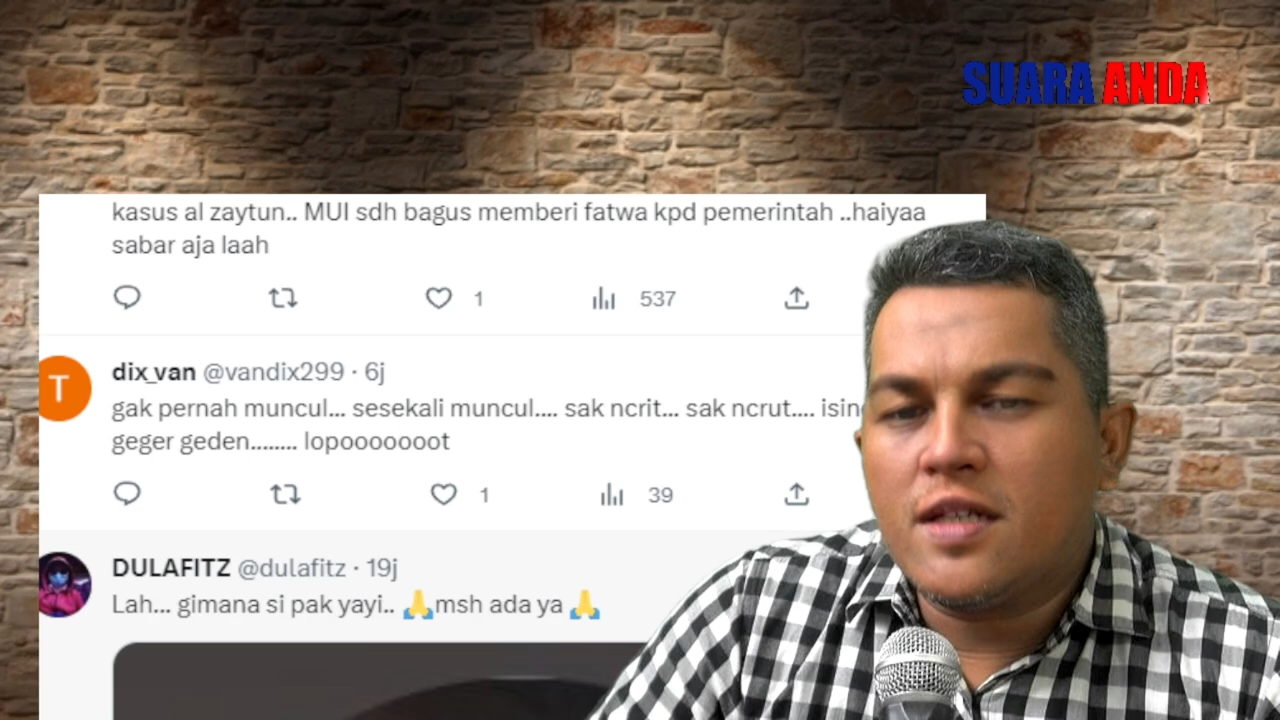 SUARA ANDA
kasus al zaytun.. MUI sdh bagus memberi fatwa kpd pemerintah ..haiyaa
sabar aja laah
1 537
T
dix_van @vandix299 · 6j
gak pernah muncul... sesekali muncul.... sak ncrit... sak ncrut....
geger geden........ lopoooooooot
1 39
DULAFITZ @dulafitz · 19j
Lah... gimana si pak yayi.. 🙏msh ada ya 🙏